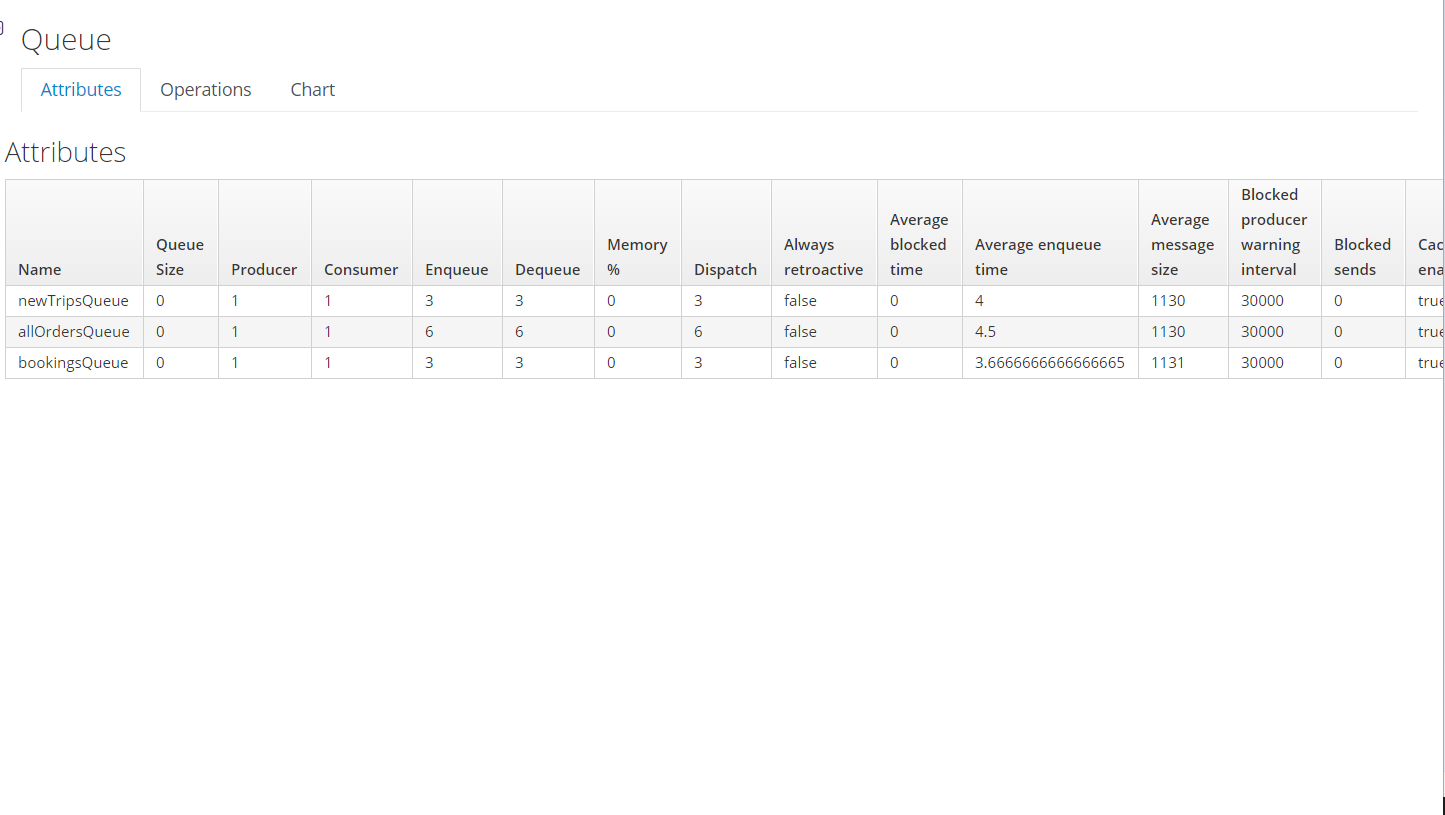 Queue
Attributes Operations Chart
Attributes
Name Queue Size Producer Consumer Enqueue Dequeue Memory % Dispatch Always retroactive Average blocked time Average enqueue time Average message size Blocked producer warning interval Blocked sends Cac ena
newTripsQueue 0 1 1 3 3 0 3 false 0 4 1130 30000 0 true
allOrdersQueue 0 1 1 6 6 0 6 false 0 4.5 1130 30000 0 true
bookingsQueue 0 1 1 3 3 0 3 false 0 3.6666666666666665 1131 30000 0 true